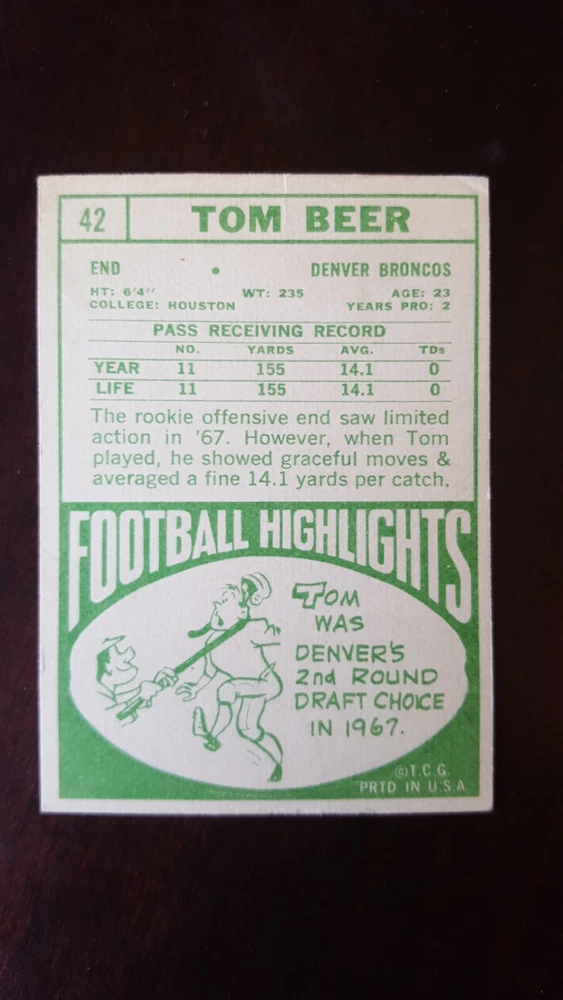 42 TOM BEER
END • DENVER BRONCOS
HT: 6'4" WT: 235 AGE: 23
COLLEGE: HOUSTON YEARS PRO: 2
PASS RECEIVING RECORD
NO. YARDS AVG. TDs
YEAR 11 155 14.1 0
LIFE 11 155 14.1 0
The rookie offensive end saw limited
action in '67. However, when Tom
played, he showed graceful moves &
averaged a fine 14.1 yards per catch.
FOOTBALL HIGHLIGHTS
TOM
WAS
DENVER'S
2nd ROUND
DRAFT CHOICE
IN 1967.
©T.C.G.
PRTD IN U.S.A.